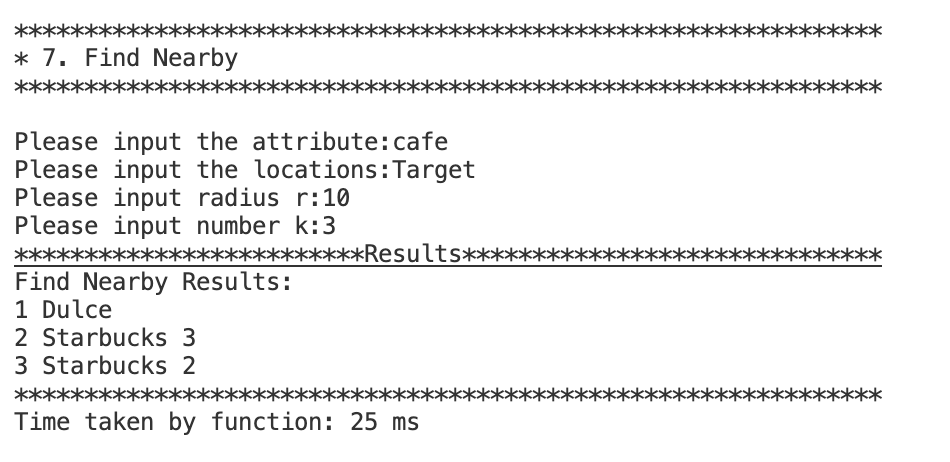 **************************************************************
* 7. Find Nearby
**************************************************************
Please input the attribute:cafe
Please input the locations:Target
Please input radius r:10
Please input number k:3
*************************Results******************************
Find Nearby Results:
1 Dulce
2 Starbucks 3
3 Starbucks 2
**************************************************************
Time taken by function: 25 ms